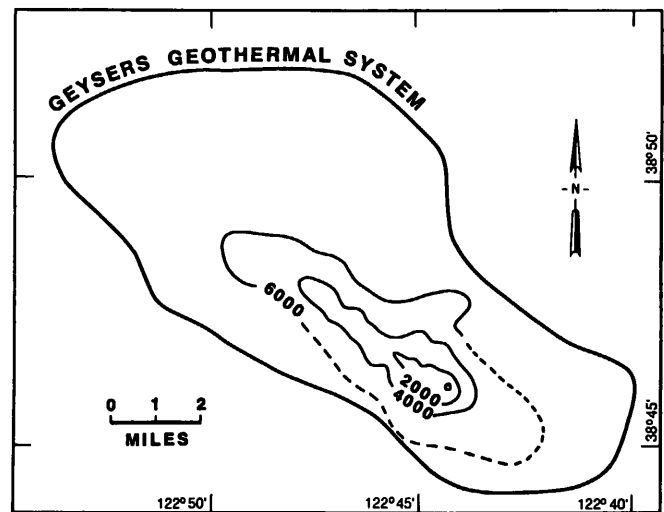 GEYSERS GEOTHERMAL SYSTEM
38° 50'
-N-
6000
2000
4000
0 1 2
MILES
38° 45'
122° 50'
122° 45'
122° 40'